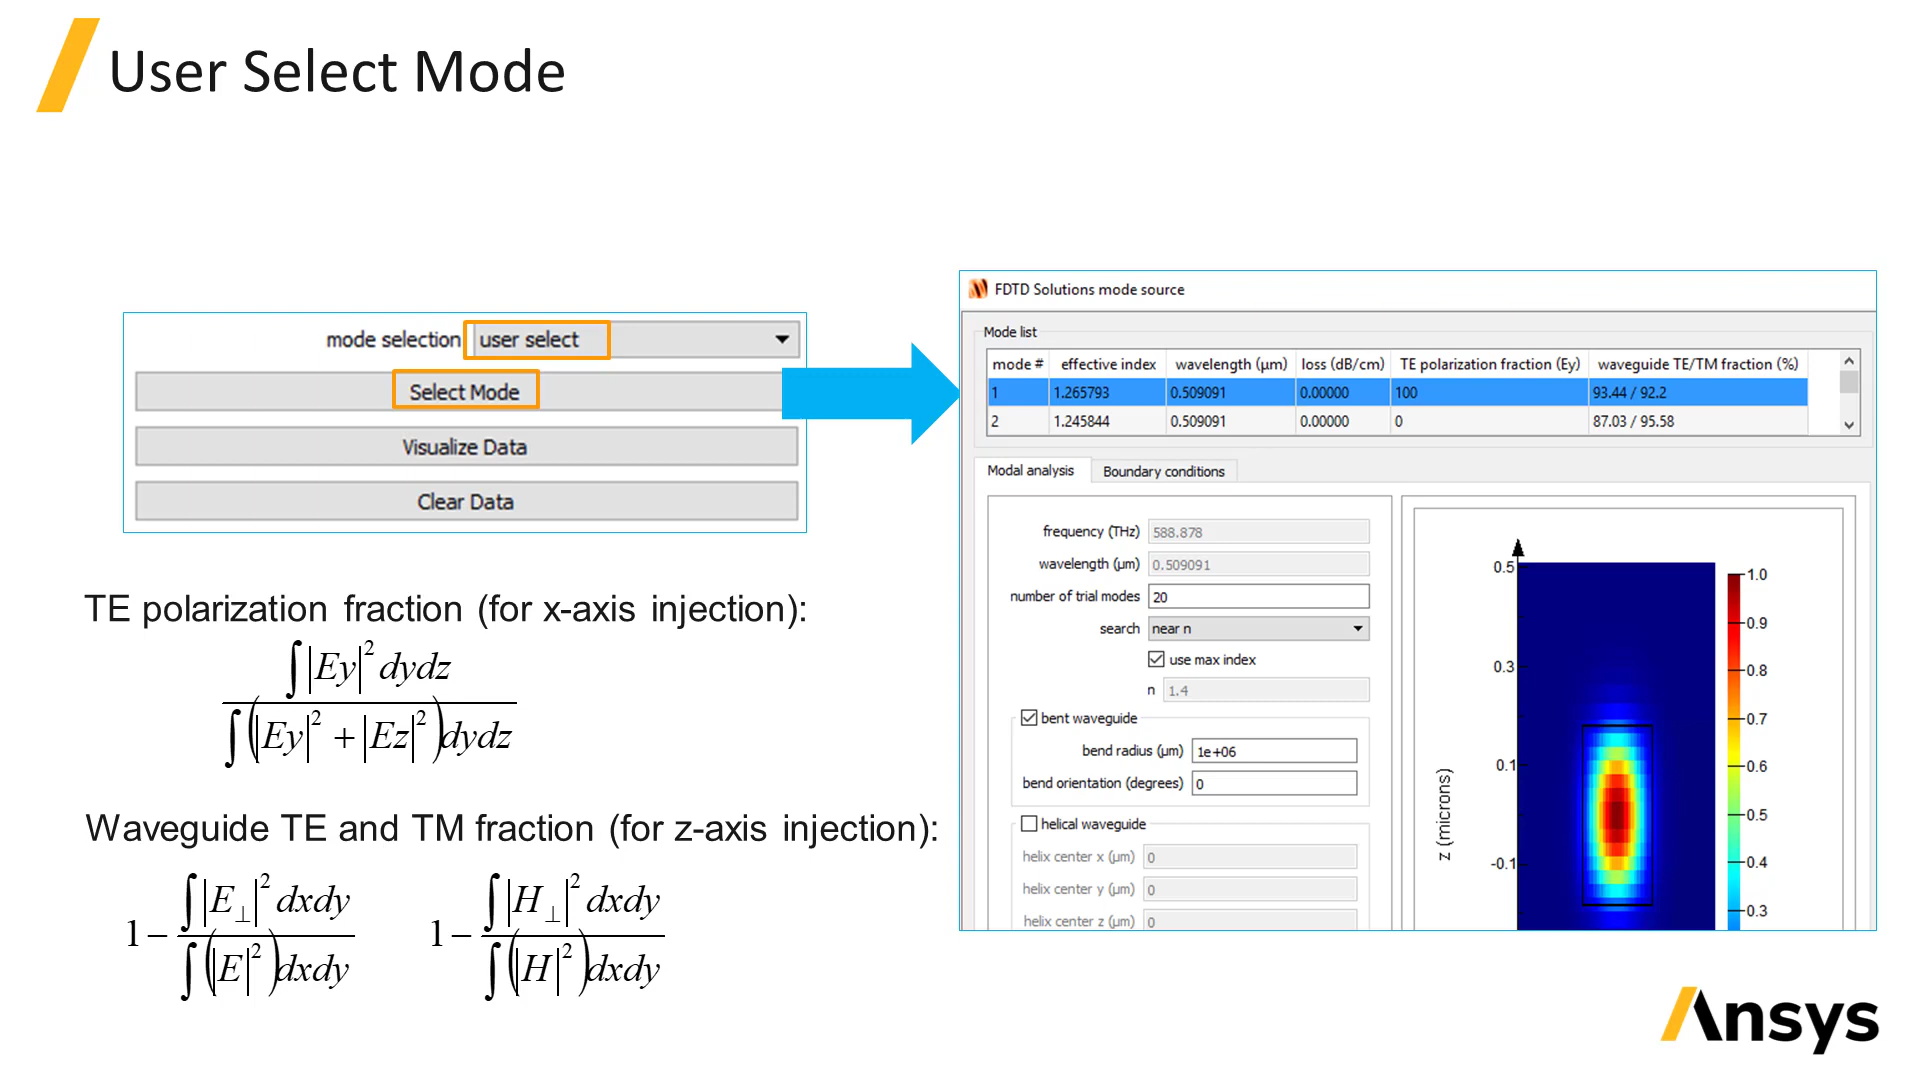 User Select Mode
mode selection user select
Select Mode
Visualize Data
Clear Data
TE polarization fraction (for x-axis injection):
∫|Ey|² dydz
∫(|Ey|² + |Ez|²)dydz
Waveguide TE and TM fraction (for z-axis injection):
1 − ∫|E⊥|² dxdy / ∫(|E|²)dxdy
1 − ∫|H⊥|² dxdy / ∫(|H|²)dxdy
FDTD Solutions mode source
Mode list
mode # effective index wavelength (µm) loss (dB/cm) TE polarization fraction (Ey) waveguide TE/TM fraction (%)
1 1.265793 0.509091 0.00000 100 93.44 / 92.2
2 1.245844 0.509091 0.00000 0 87.03 / 95.58
Modal analysis Boundary conditions
frequency (THz) 588.878
wavelength (µm) 0.509091
number of trial modes 20
search near n
use max index
n 1.4
bent waveguide
bend radius (µm) 1e+06
bend orientation (degrees) 0
helical waveguide
helix center x (µm) 0
helix center y (µm) 0
helix center z (µm) 0
z (microns)
0.5
0.3
0.1
-0.1
1.0
0.9
0.8
0.7
0.6
0.5
0.4
0.3
Ansys